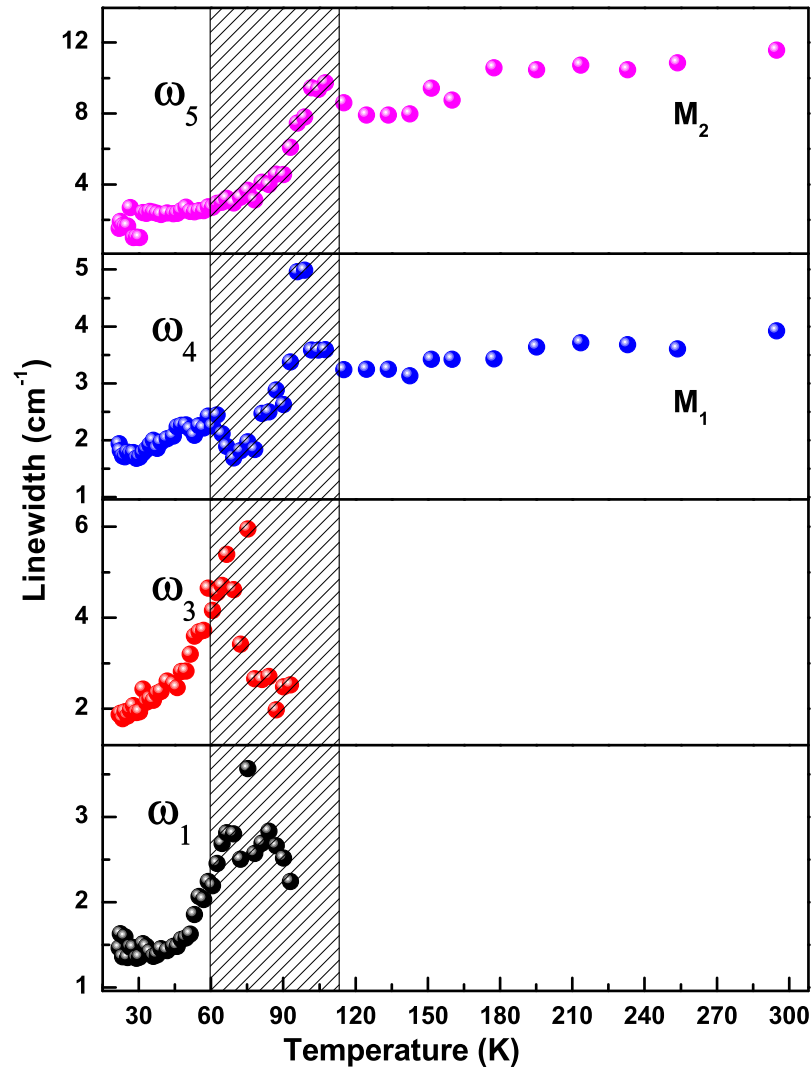 12
8
4
ω₅
M₂
5
4
3
2
1
ω₄
M₁
6
4
2
ω₃
3
2
1
ω₁
Linewidth (cm⁻¹)
30 60 90 120 150 180 210 240 270 300
Temperature (K)